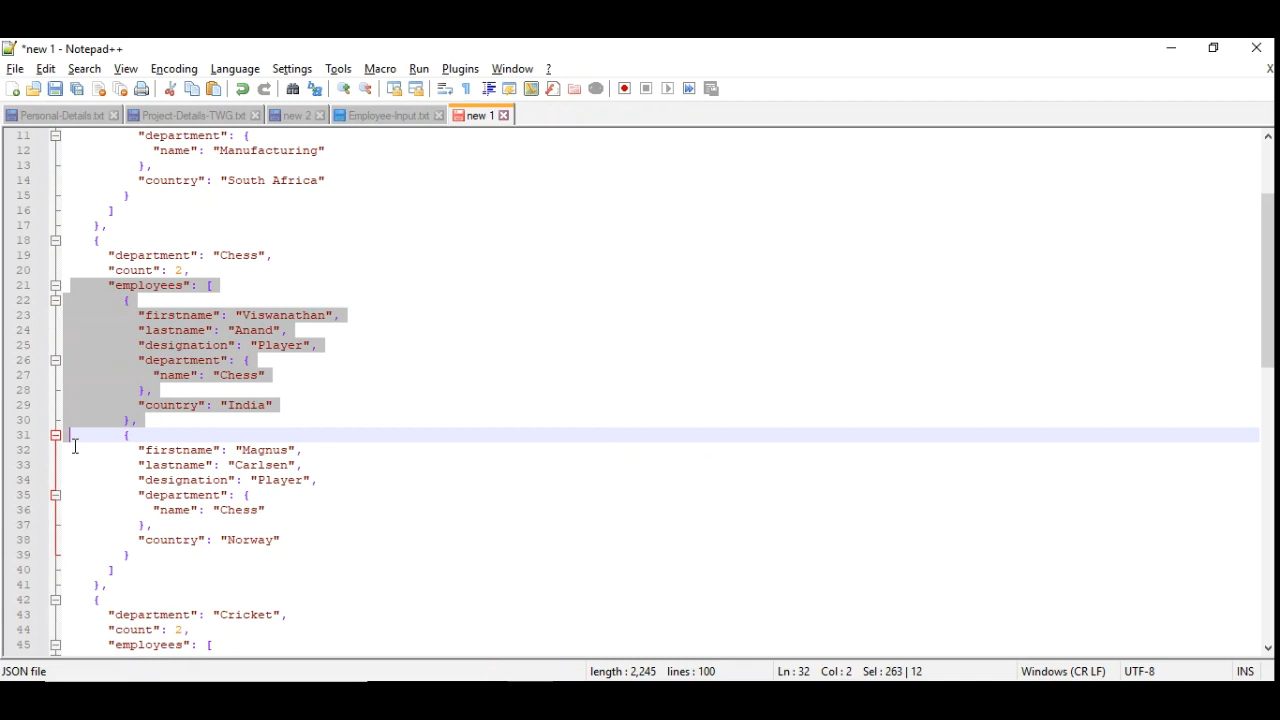 *new 1 - Notepad++
File Edit Search View Encoding Language Settings Tools Macro Run Plugins Window ? X
Personal-Details.txt Project-Details-TWG.txt new 2 Employee-Input.txt new 1
11 "department": {
12 "name": "Manufacturing"
13 },
14 "country": "South Africa"
15 }
16 ]
17 },
18 {
19 "department": "Chess",
20 "count": 2,
21 "employees": [
22 {
23 "firstname": "Viswanathan",
24 "lastname": "Anand",
25 "designation": "Player",
26 "department": {
27 "name": "Chess"
28 },
29 "country": "India"
30 },
31 {
32 "firstname": "Magnus",
33 "lastname": "Carlsen",
34 "designation": "Player",
35 "department": {
36 "name": "Chess"
37 },
38 "country": "Norway"
39 }
40 ]
41 },
42 {
43 "department": "Cricket",
44 "count": 2,
45 "employees": [
JSON file length : 2,245 lines : 100 Ln : 32 Col : 2 Sel : 263 | 12 Windows (CR LF) UTF-8 INS